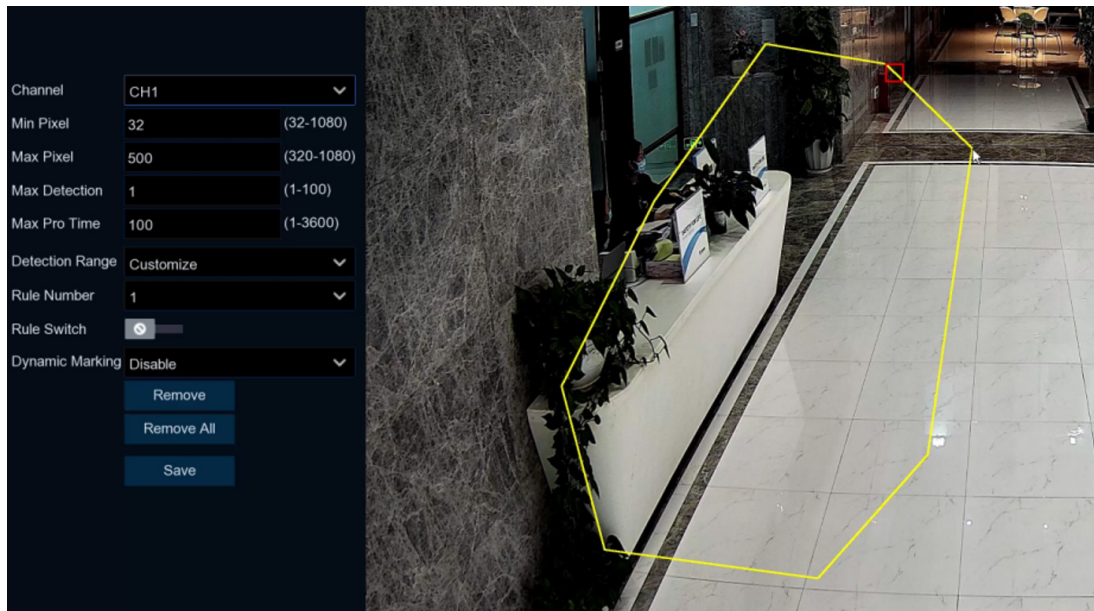 Channel CH1
Min Pixel 32 (32-1080)
Max Pixel 500 (320-1080)
Max Detection 1 (1-100)
Max Pro Time 100 (1-3600)
Detection Range Customize
Rule Number 1
Rule Switch
Dynamic Marking Disable
Remove
Remove All
Save